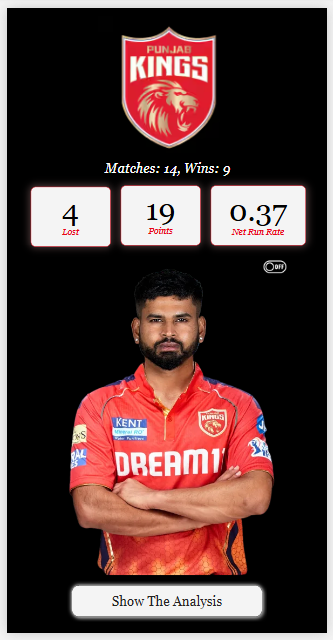 PUNJAB
KINGS
Matches: 14, Wins: 9
4
Lost
19
Points
0.37
Net Run Rate
OFF
KENT
DREAM11
Show The Analysis